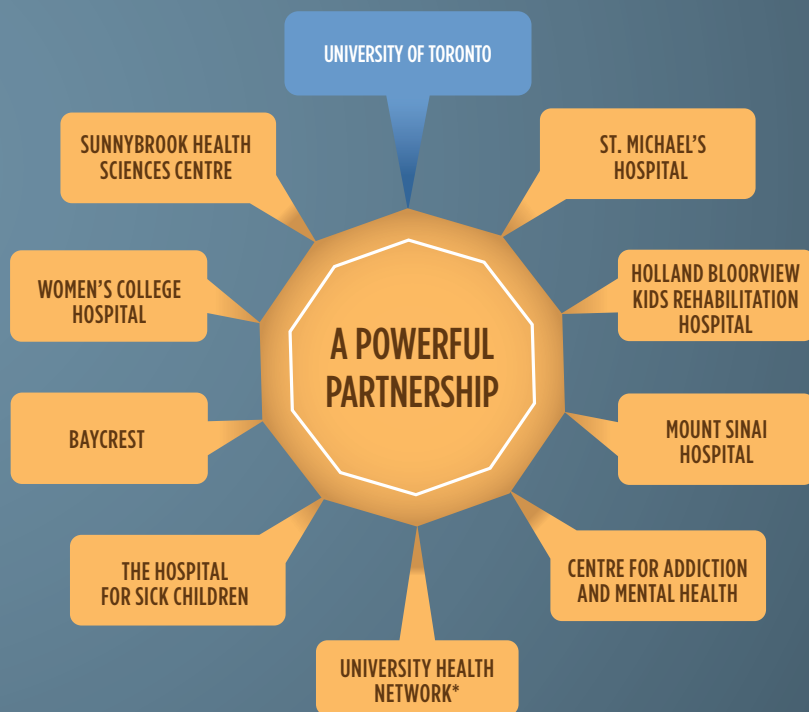 UNIVERSITY OF TORONTO
SUNNYBROOK HEALTH
SCIENCES CENTRE
ST. MICHAEL'S
HOSPITAL
WOMEN'S COLLEGE
HOSPITAL
HOLLAND BLOORVIEW
KIDS REHABILITATION
HOSPITAL
A POWERFUL
PARTNERSHIP
BAYCREST
MOUNT SINAI
HOSPITAL
THE HOSPITAL
FOR SICK CHILDREN
CENTRE FOR ADDICTION
AND MENTAL HEALTH
UNIVERSITY HEALTH
NETWORK*